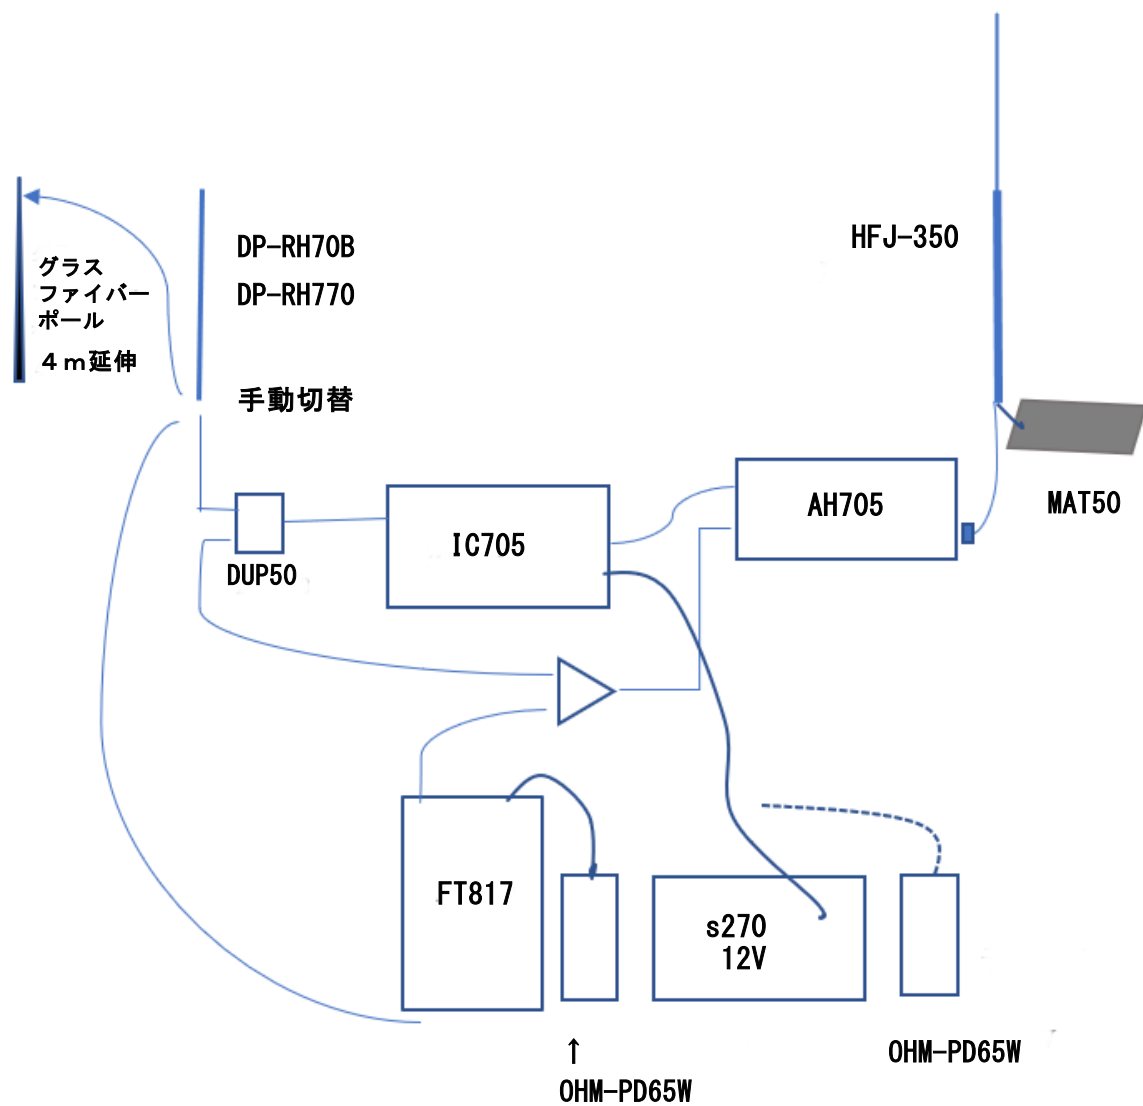 DP-RH70B
HFJ-350
グラス
ファイバー
ポール
４ｍ延伸
DP-RH770
手動切替
AH705
MAT50
IC705
DUP50
FT817
s270
12V
↑
OHM-PD65W
OHM-PD65W